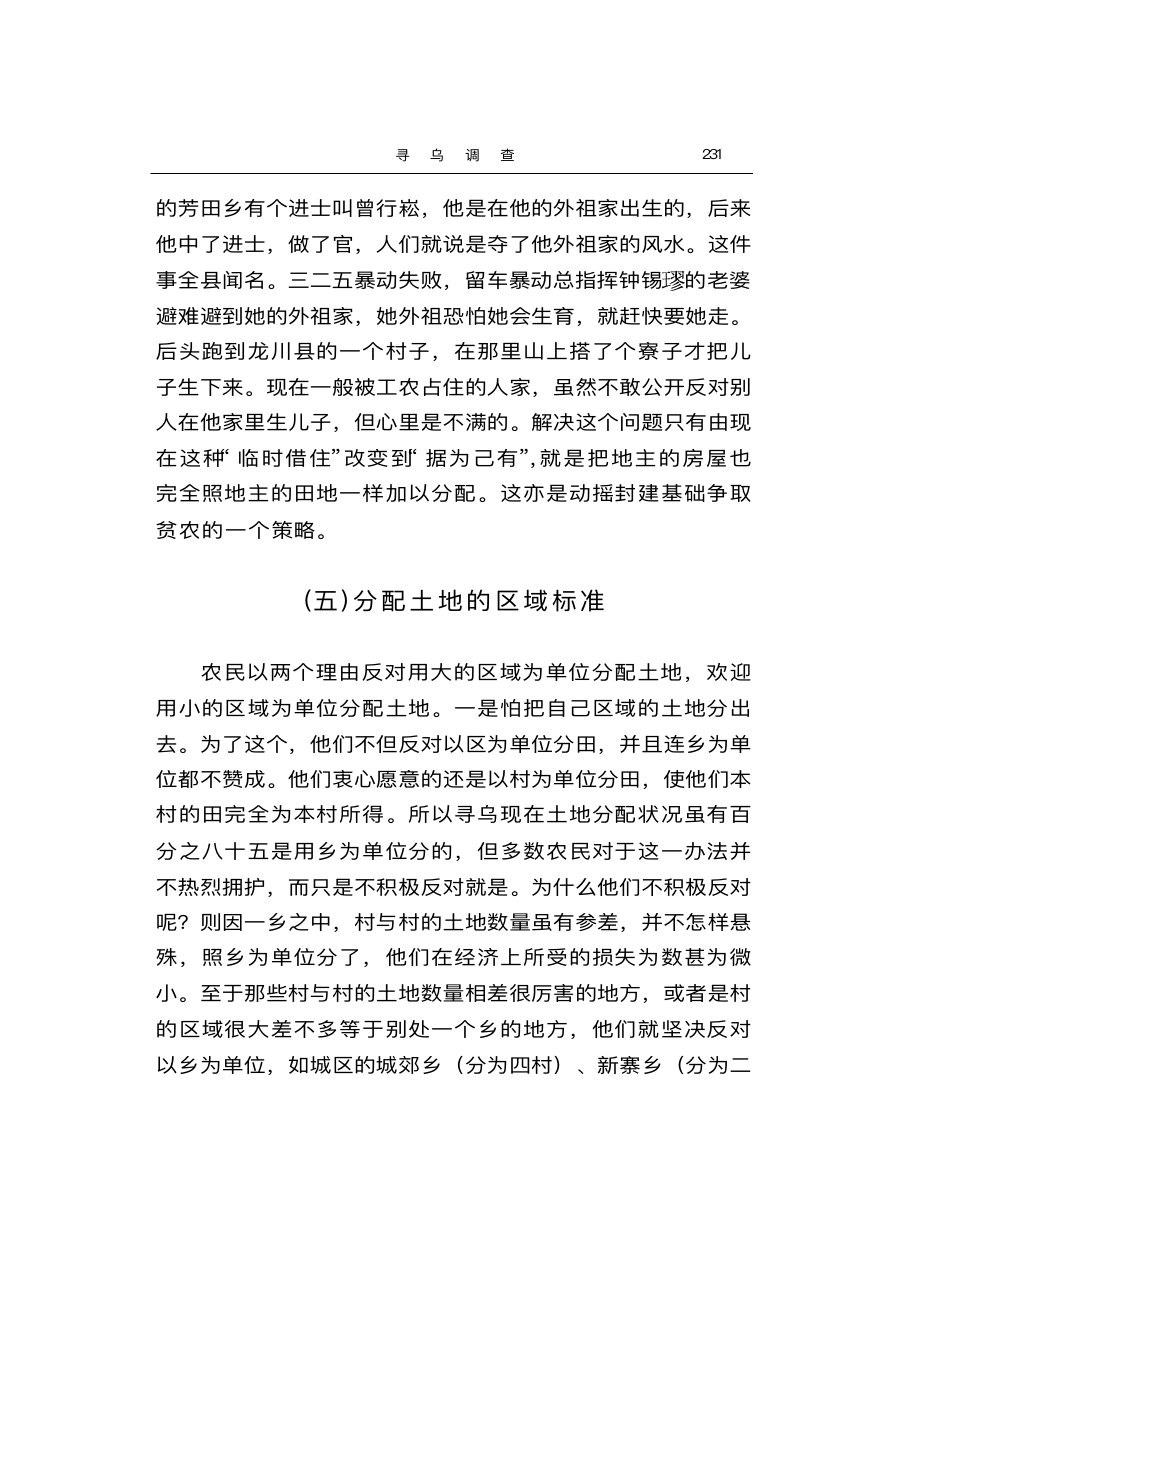 寻乌调查 231
的芳田乡有个进士叫曾行崧，他是在他的外祖家出生的，后来
他中了进士，做了官，人们就说是夺了他外祖家的风水。这件
事全县闻名。三二五暴动失败，留车暴动总指挥钟锡璆的老婆
避难避到她的外祖家，她外祖恐怕她会生育，就赶快要她走。
后头跑到龙川县的一个村子，在那里山上搭了个寮子才把儿
子生下来。现在一般被工农占住的人家，虽然不敢公开反对别
人在他家里生儿子，但心里是不满的。解决这个问题只有由现
在这种“临时借住”改变到“据为己有”，就是把地主的房屋也
完全照地主的田地一样加以分配。这亦是动摇封建基础争取
贫农的一个策略。
(五)分配土地的区域标准
农民以两个理由反对用大的区域为单位分配土地，欢迎
用小的区域为单位分配土地。一是怕把自己区域的土地分出
去。为了这个，他们不但反对以区为单位分田，并且连乡为单
位都不赞成。他们衷心愿意的还是以村为单位分田，使他们本
村的田完全为本村所得。所以寻乌现在土地分配状况虽有百
分之八十五是用乡为单位分的，但多数农民对于这一办法并
不热烈拥护，而只是不积极反对就是。为什么他们不积极反对
呢？则因一乡之中，村与村的土地数量虽有参差，并不怎样悬
殊，照乡为单位分了，他们在经济上所受的损失为数甚为微
小。至于那些村与村的土地数量相差很厉害的地方，或者是村
的区域很大差不多等于别处一个乡的地方，他们就坚决反对
以乡为单位，如城区的城郊乡（分为四村）、新寨乡（分为二